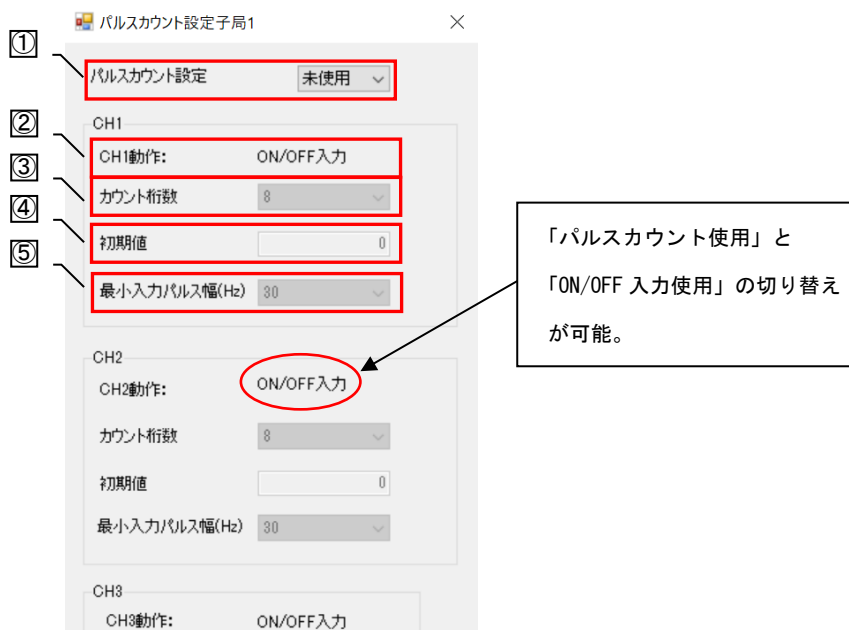 パルスカウント設定子局1
①
パルスカウント設定 未使用
②
CH1
CH1動作: ON/OFF入力
③
カウント桁数 8
④
初期値 0
⑤
最小入力パルス幅(Hz) 30
「パルスカウント使用」と
「ON/OFF 入力使用」の切り替え
が可能。
CH2
CH2動作: ON/OFF入力
カウント桁数 8
初期値 0
最小入力パルス幅(Hz) 30
CH3
CH3動作: ON/OFF入力